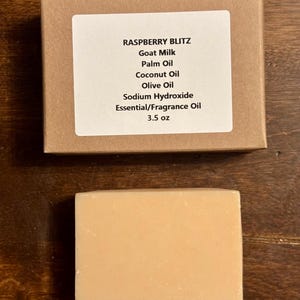 RASPBERRY BLITZ
Goat Milk
Palm Oil
Coconut Oil
Olive Oil
Sodium Hydroxide
Essential/Fragrance Oil
3.5 oz